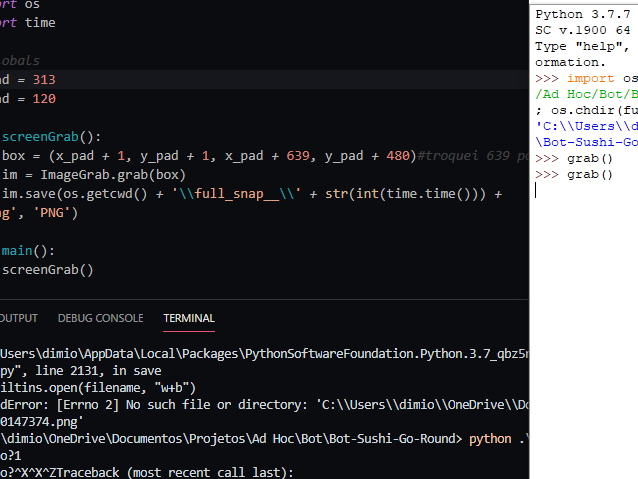 ort os
ort time
obals
ad = 313
ad = 120
screenGrab():
box = (x_pad + 1, y_pad + 1, x_pad + 639, y_pad + 480)#troquei 639 po
im = ImageGrab.grab(box)
im.save(os.getcwd() + '\\full_snap__\\' + str(int(time.time())) +
ng', 'PNG')
main():
screenGrab()
OUTPUT DEBUG CONSOLE TERMINAL
Users\dimio\AppData\Local\Packages\PythonSoftwareFoundation.Python.3.7_qbz5n
py", line 2131, in save
iltins.open(filename, "w+b")
dError: [Errno 2] No such file or directory: 'C:\\Users\\dimio\\OneDrive\\Do
0147374.png'
\dimio\OneDrive\Documentos\Projetos\Ad Hoc\Bot\Bot-Sushi-Go-Round> python .\
o?1
o?^X^X^ZTraceback (most recent call last):
Python 3.7.7
SC v.1900 64
Type "help",
ormation.
>>> import os
/Ad Hoc/Bot/B
; os.chdir(fu
'C:\\Users\\d
\Bot-Sushi-Go
>>> grab()
>>> grab()